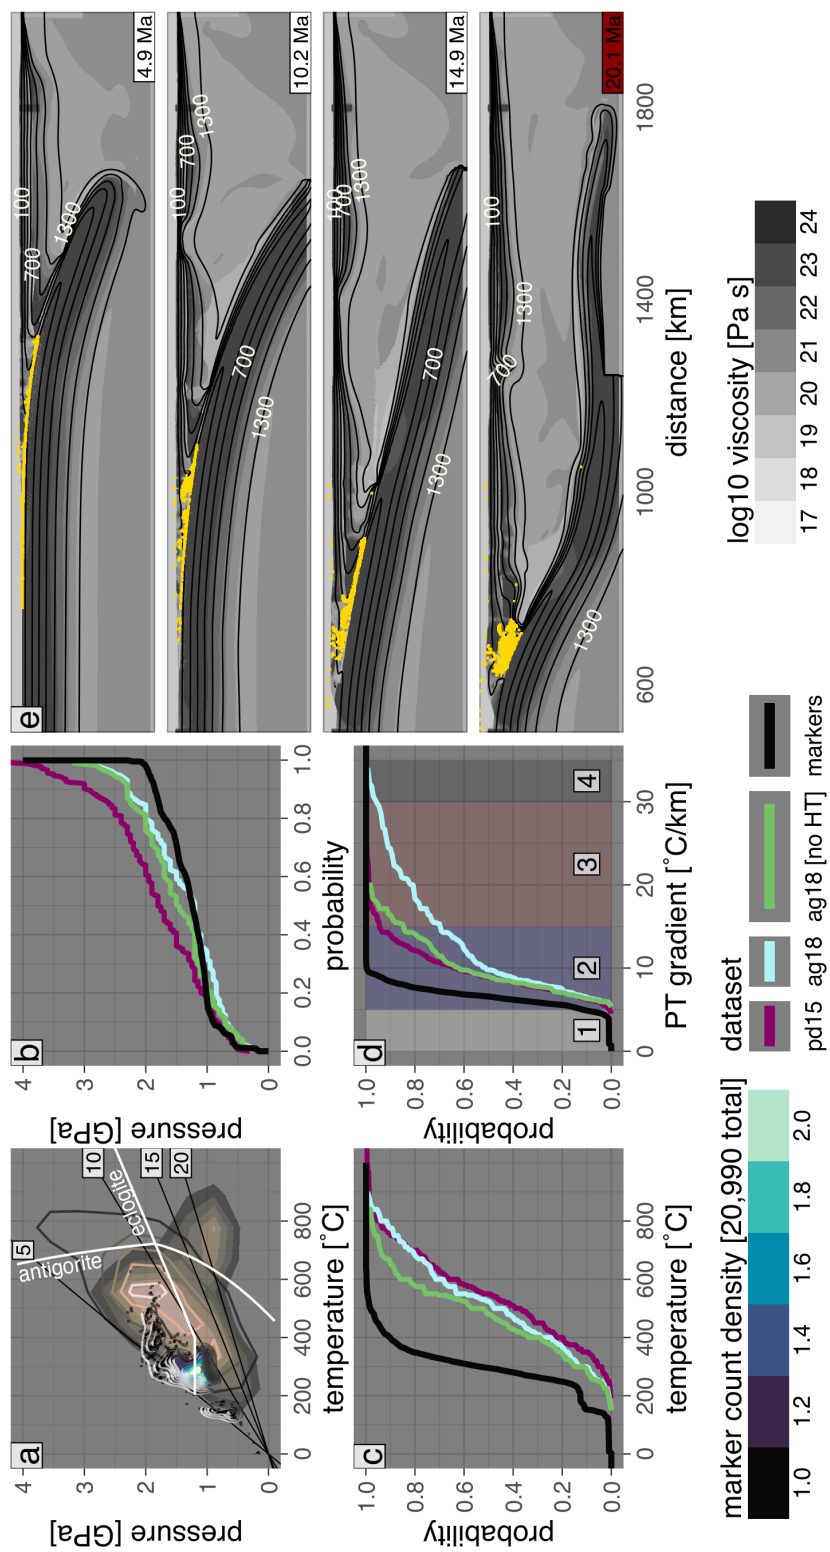 a
pressure [GPa]
4
3
2
1
0
5
10
15
20
antigorite
eclogite
0 200 400 600 800
temperature [˚C]
b
pressure [GPa]
4
3
2
1
0
0.0 0.2 0.4 0.6 0.8 1.0
probability
c
probability
1.0
0.8
0.6
0.4
0.2
0.0
0 200 400 600 800
temperature [˚C]
d
probability
1.0
0.8
0.6
0.4
0.2
0.0
1 2 3 4
0 10 20 30
PT gradient [˚C/km]
e
700
1300
100
4.9 Ma
100
700
1300
700
1300
10.2 Ma
100
700
1300
700
1300
14.9 Ma
100
700
1300
1300
20.1 Ma
600 1000 1400 1800
distance [km]
marker count density [20,990 total]
1.0 1.2 1.4 1.6 1.8 2.0
dataset
pd15 ag18 ag18 [no HT] markers
log10 viscosity [Pa s]
17 18 19 20 21 22 23 24